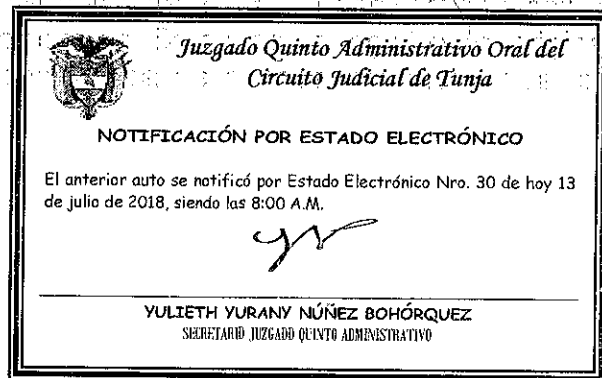 Juzgado Quinto Administrativo Oral del
Circuito Judicial de Tunja
NOTIFICACIÓN POR ESTADO ELECTRÓNICO
El anterior auto se notificó por Estado Electrónico Nro. 30 de hoy 13
de julio de 2018, siendo las 8:00 A.M.
YULIETH YURANY NÚÑEZ BOHÓRQUEZ
SECRETARIO JUZGADO QUINTO ADMINISTRATIVO